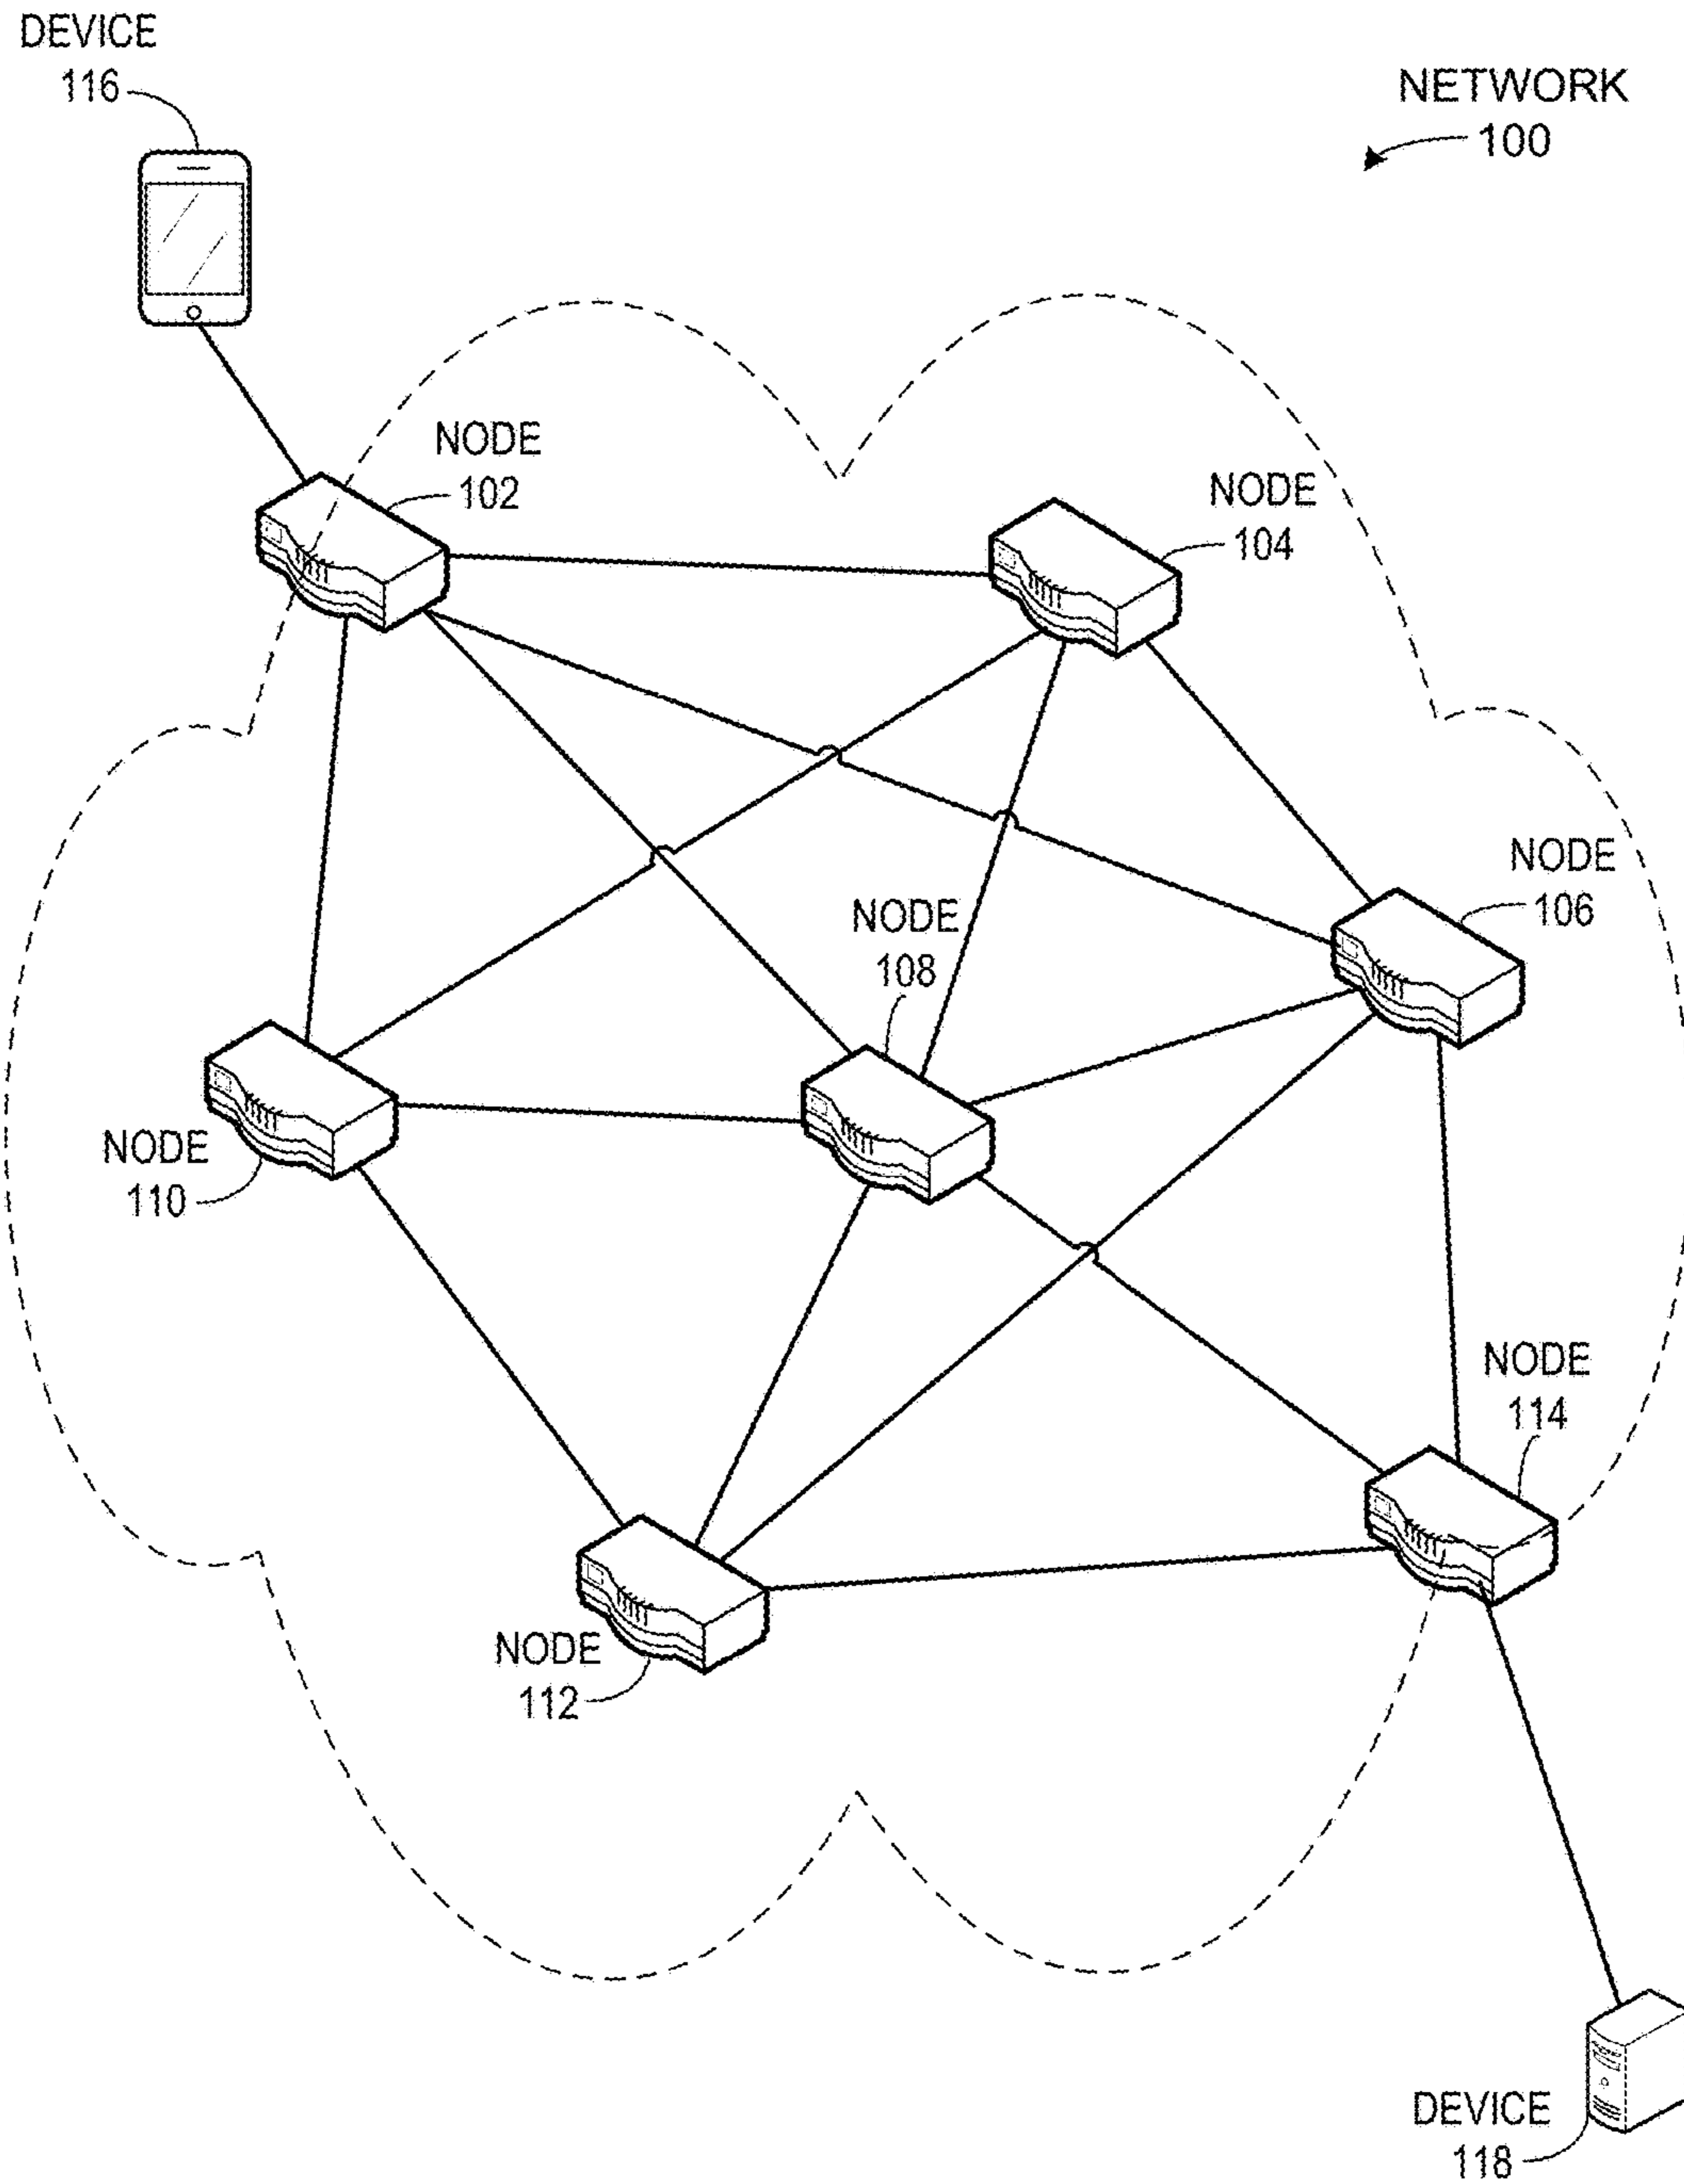 DEVICE
116
NETWORK
100
NODE
102
NODE
104
NODE
106
NODE
108
NODE
110
NODE
114
NODE
112
DEVICE
118